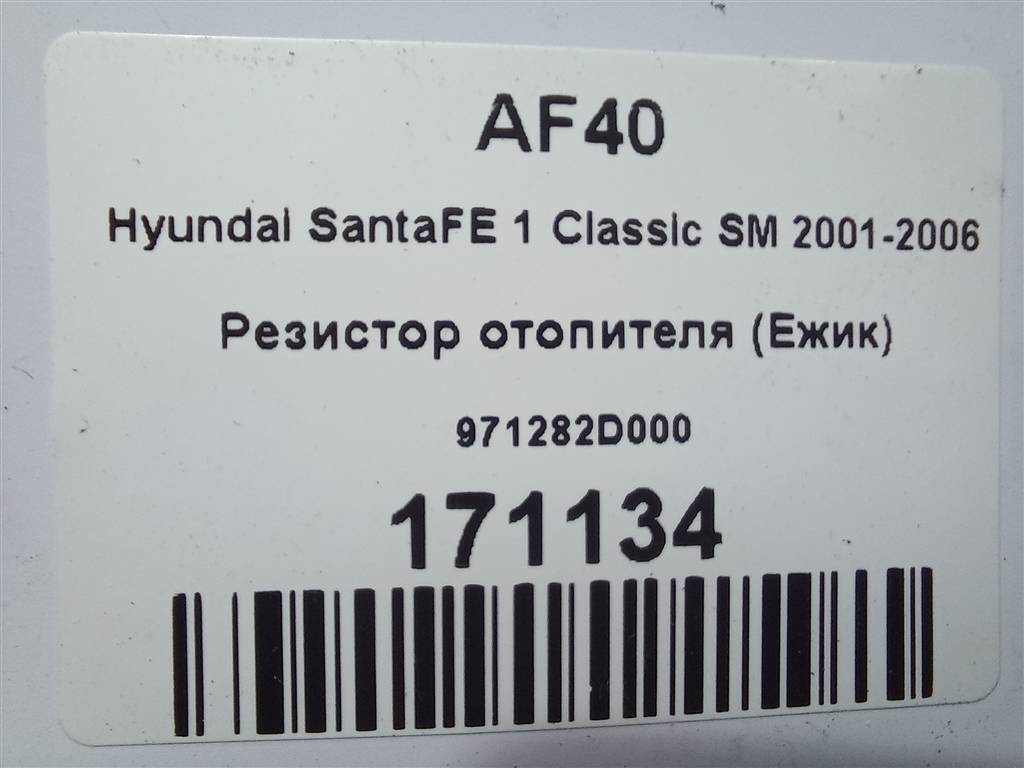 AF40
Hyundai SantaFE 1 Classic SM 2001-2006
Резистор отопителя (Ежик)
971282D000
171134